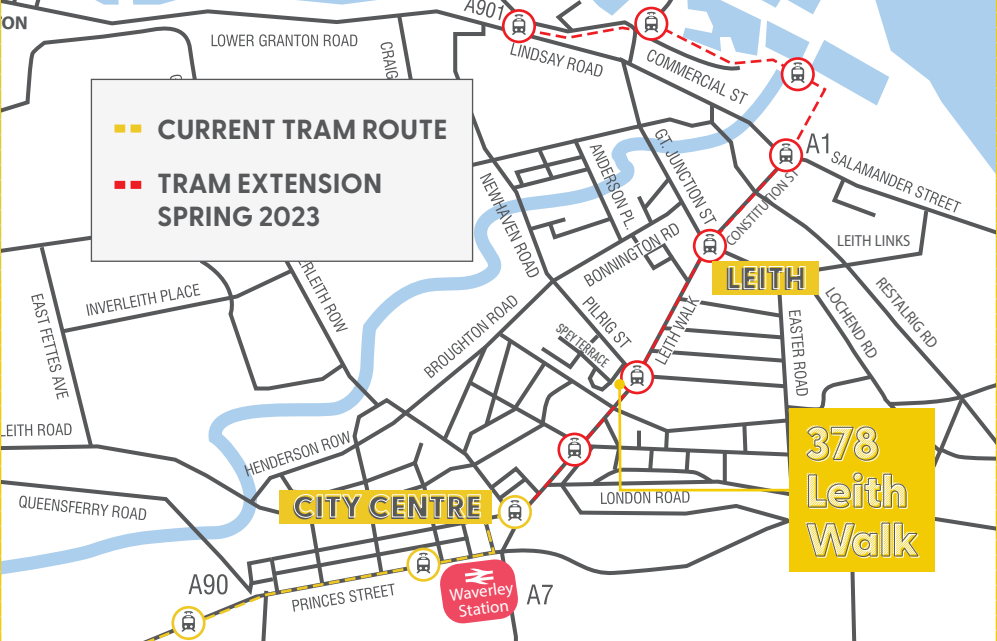 ON
A901
LOWER GRANTON ROAD
CRAIG
LINDSAY ROAD
COMMERCIAL ST
CURRENT TRAM ROUTE
TRAM EXTENSION
SPRING 2023
A1
SALAMANDER STREET
GT. JUNCTION ST
ANDERSON PL.
NEWHAVEN ROAD
CONSTITUTION ST
LEITH LINKS
BONNINGTON RD
LEITH
ERLEITH ROW
INVERLEITH PLACE
EAST FETTES AVE
BROUGHTON ROAD
PILRIG ST
SPEY TERRACE
LEITH WALK
EASTER ROAD
LOCHEND RD
RESTALRIG RD
LEITH ROAD
HENDERSON ROW
378
Leith
Walk
QUEENSFERRY ROAD
CITY CENTRE
LONDON ROAD
A90
PRINCES STREET
Waverley
Station
A7